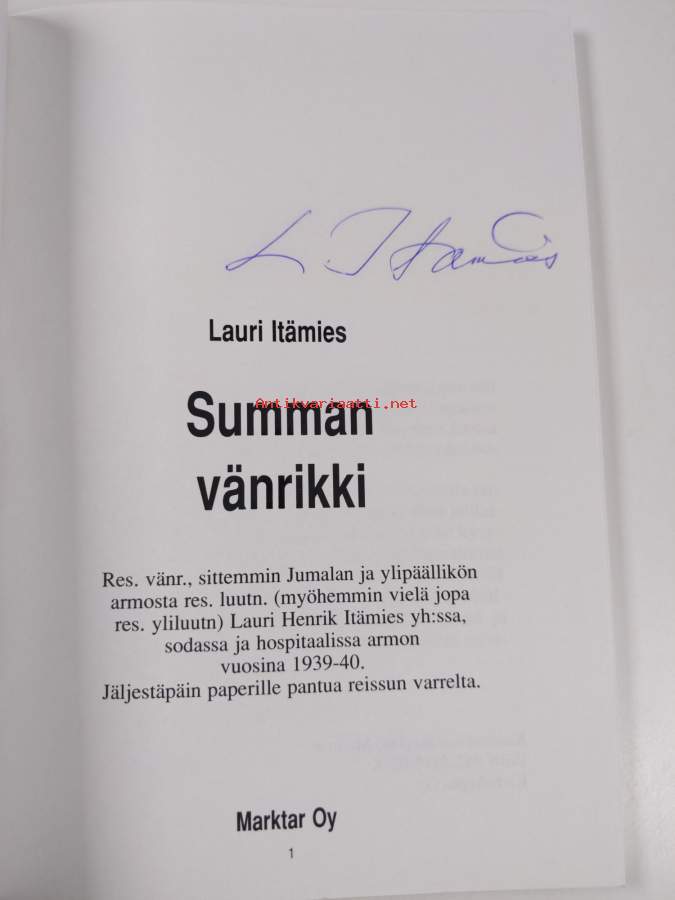 L Itämies
Lauri Itämies
Antikvariaatti.net
Summan
vänrikki
Res. vänr., sittemmin Jumalan ja ylipäällikön
armosta res. luutn. (myöhemmin vielä jopa
res. yliluutn) Lauri Henrik Itämies yh:ssa,
sodassa ja hospitaalissa armon
vuosina 1939-40.
Jäljestäpäin paperille pantua reissun varrelta.
Marktar Oy
1